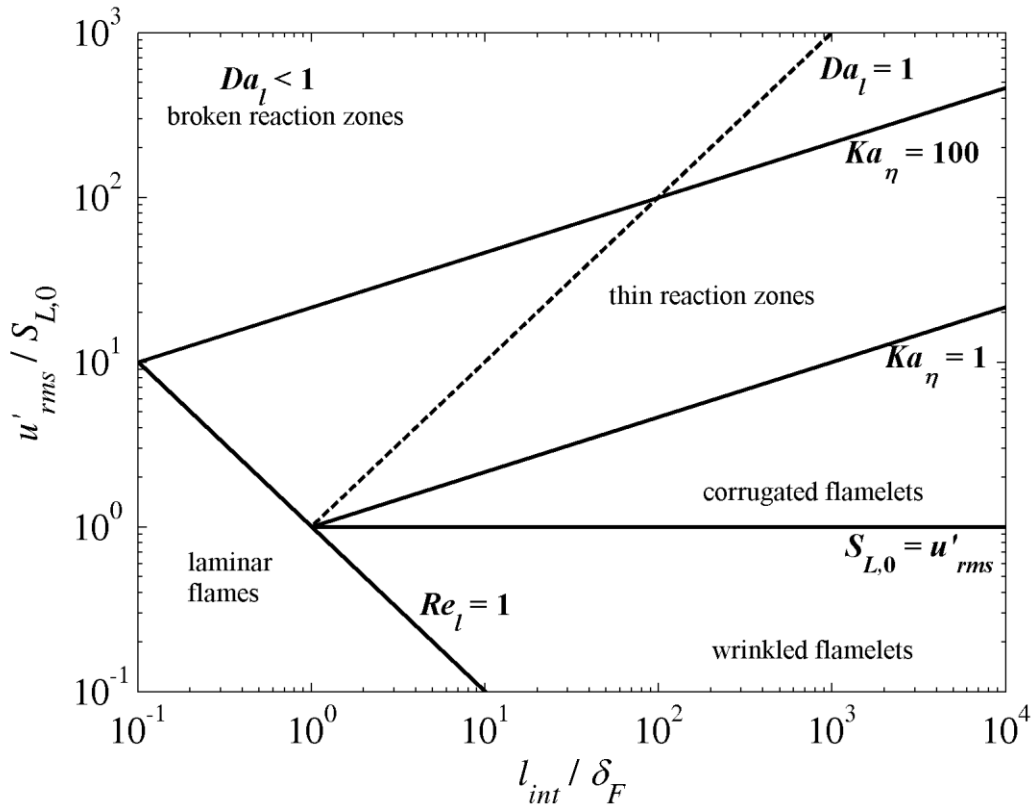 10^3
Da_l < 1
broken reaction zones
Da_l = 1
Ka_η = 100
10^2
thin reaction zones
u'_rms / S_L,0
10^1
Ka_η = 1
corrugated flamelets
10^0
S_L,0 = u'_rms
laminar
flames
Re_l = 1
wrinkled flamelets
10^-1
10^-1 10^0 10^1 10^2 10^3 10^4
l_int / δ_F